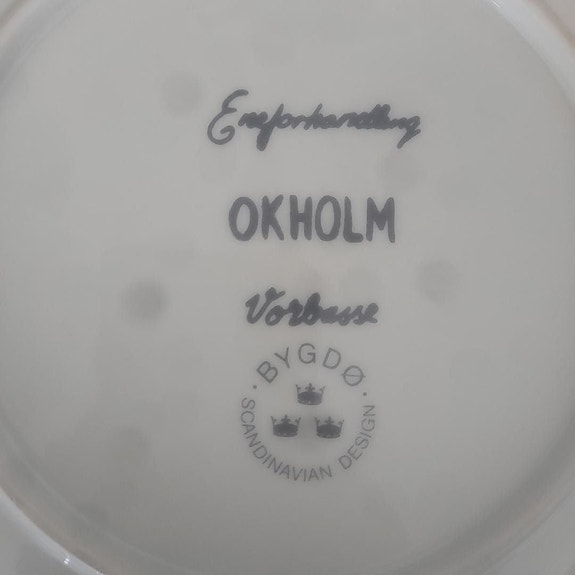 Eneforhandling
OKHOLM
Vorbasse
· BYGDØ ·
SCANDINAVIAN DESIGN